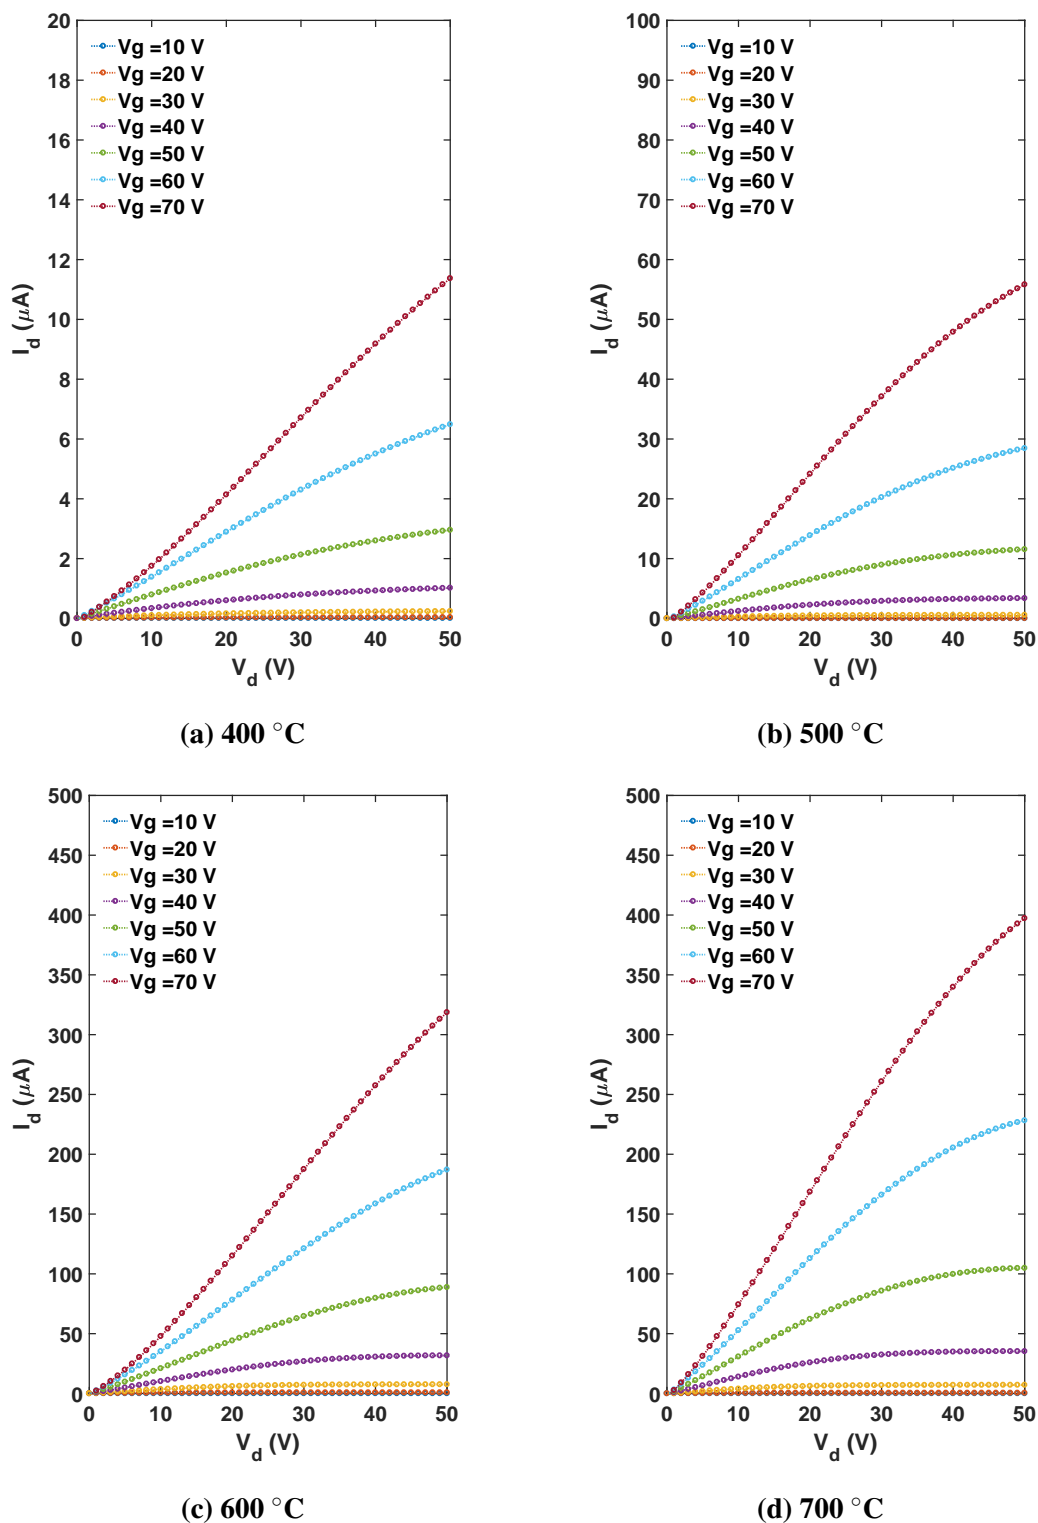 20
18
16
14
12
10
8
6
4
2
0
I_d (μA)
Vg =10 V
Vg =20 V
Vg =30 V
Vg =40 V
Vg =50 V
Vg =60 V
Vg =70 V
0 10 20 30 40 50
V_d (V)
(a) 400 °C
100
90
80
70
60
50
40
30
20
10
0
I_d (μA)
Vg =10 V
Vg =20 V
Vg =30 V
Vg =40 V
Vg =50 V
Vg =60 V
Vg =70 V
0 10 20 30 40 50
V_d (V)
(b) 500 °C
500
450
400
350
300
250
200
150
100
50
0
I_d (μA)
Vg =10 V
Vg =20 V
Vg =30 V
Vg =40 V
Vg =50 V
Vg =60 V
Vg =70 V
0 10 20 30 40 50
V_d (V)
(c) 600 °C
500
450
400
350
300
250
200
150
100
50
0
I_d (μA)
Vg =10 V
Vg =20 V
Vg =30 V
Vg =40 V
Vg =50 V
Vg =60 V
Vg =70 V
0 10 20 30 40 50
V_d (V)
(d) 700 °C